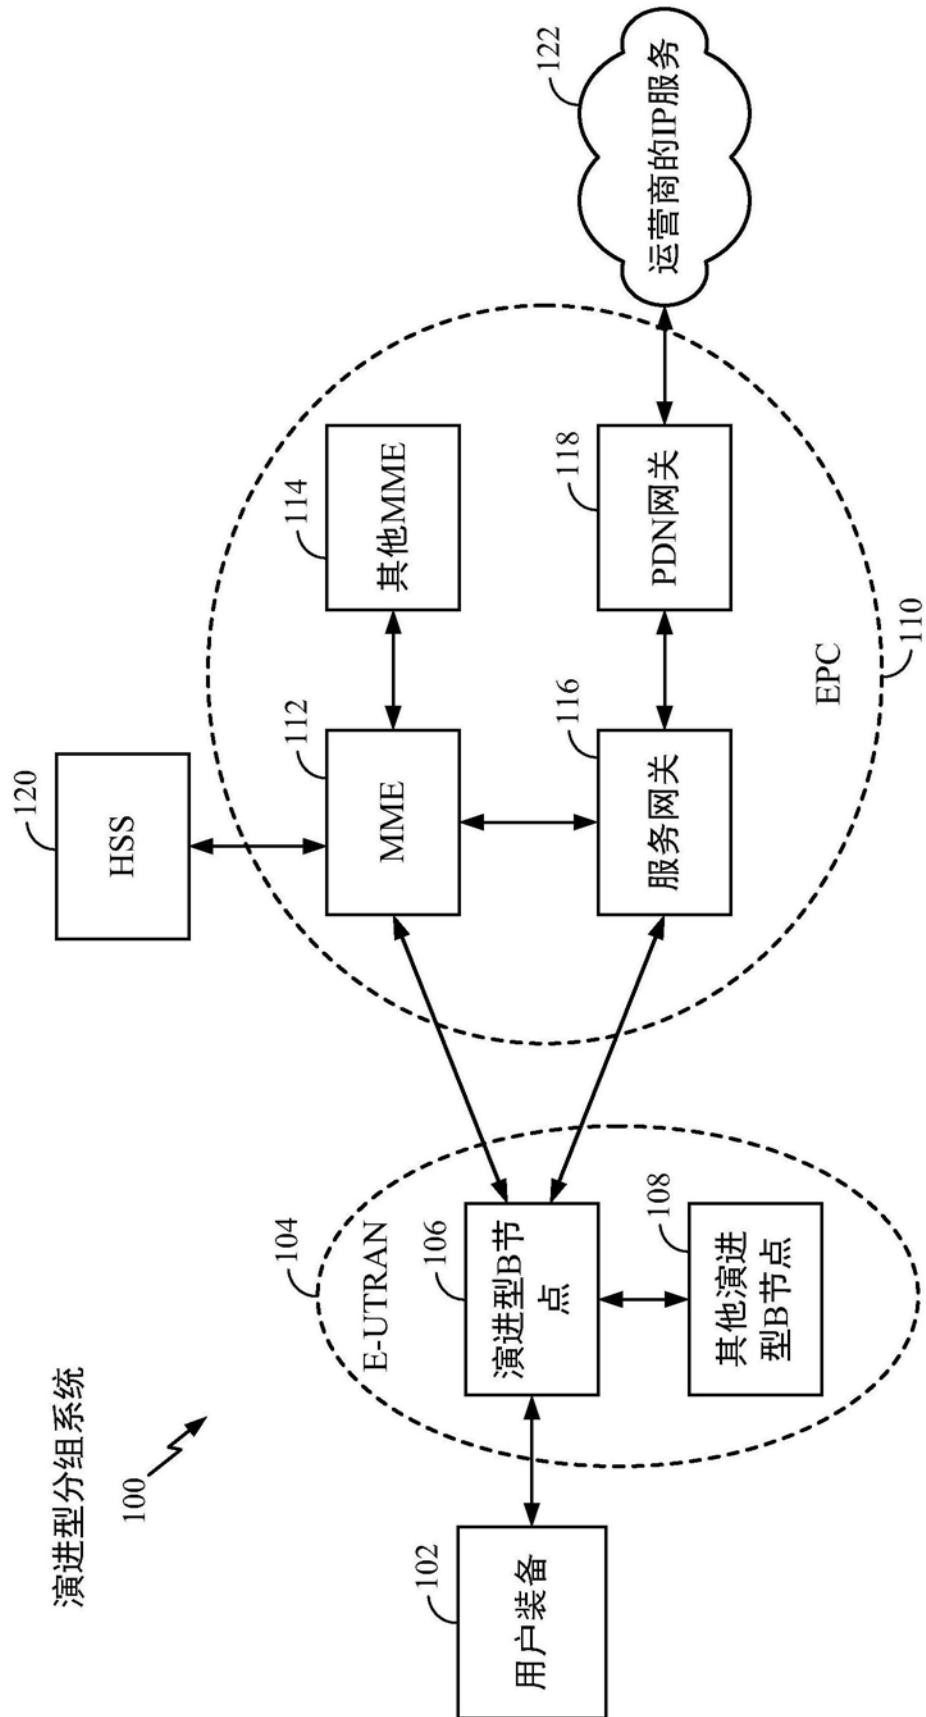 演进型分组系统
100
120
HSS
112
MME
114
其他MME
122
运营商的IP服务
104
E-UTRAN
106
演进型B节
点
108
其他演进
型B节点
102
用户装备
116
服务网关
118
PDN网关
EPC
110